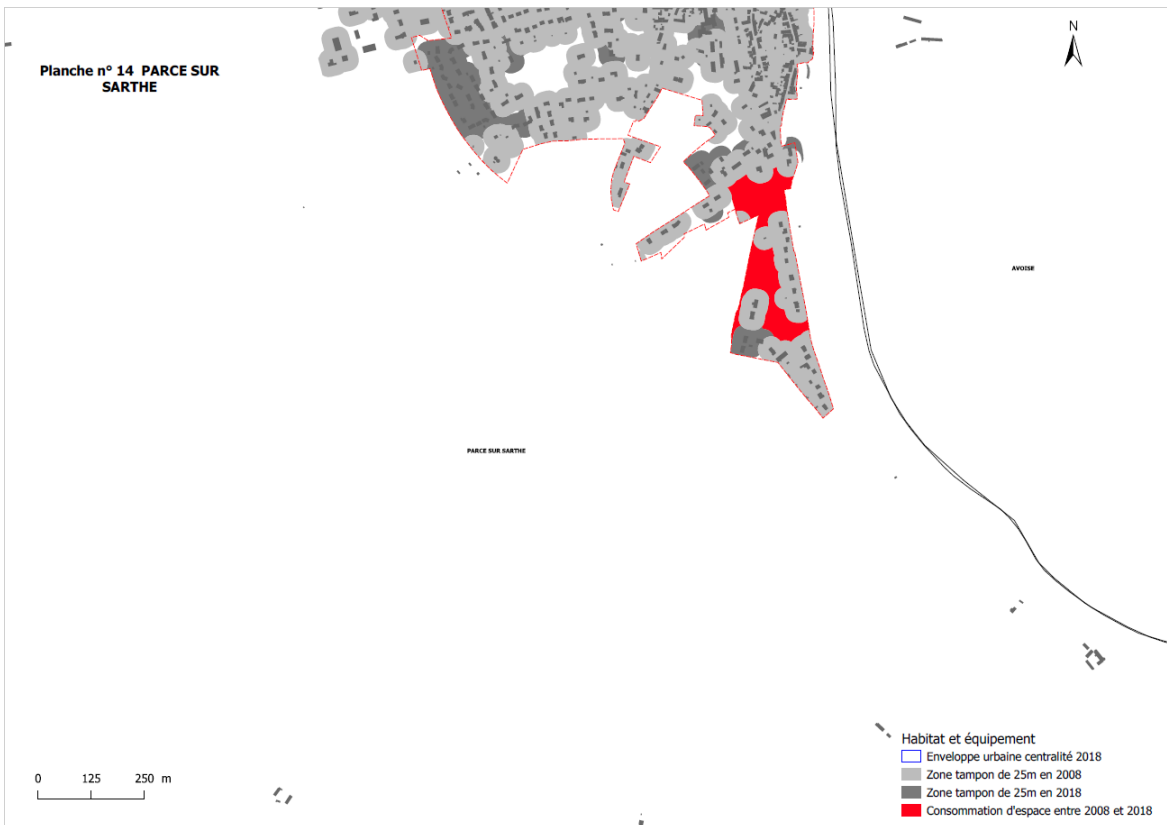 N
Planche n° 14 PARCE SUR
SARTHE
AVOISE
PARCE SUR SARTHE
Habitat et équipement
Enveloppe urbaine centralité 2018
Zone tampon de 25m en 2008
Zone tampon de 25m en 2018
Consommation d'espace entre 2008 et 2018
0 125 250 m